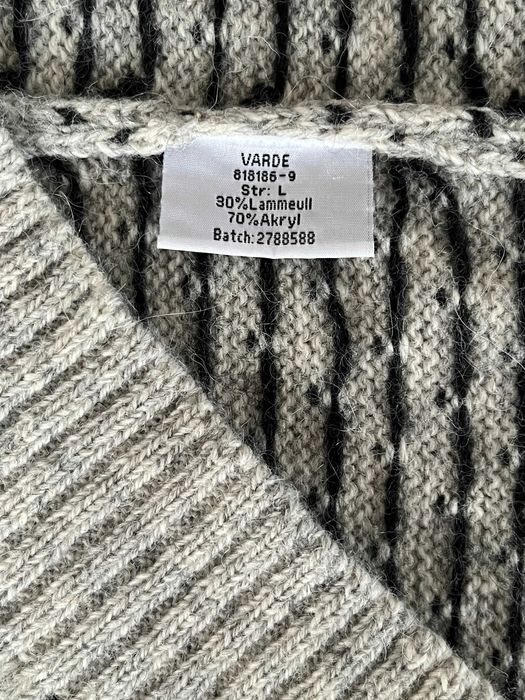 VARDE
818186-9
Str: L
30%Lammeull
70%Akryl
Batch:2788588